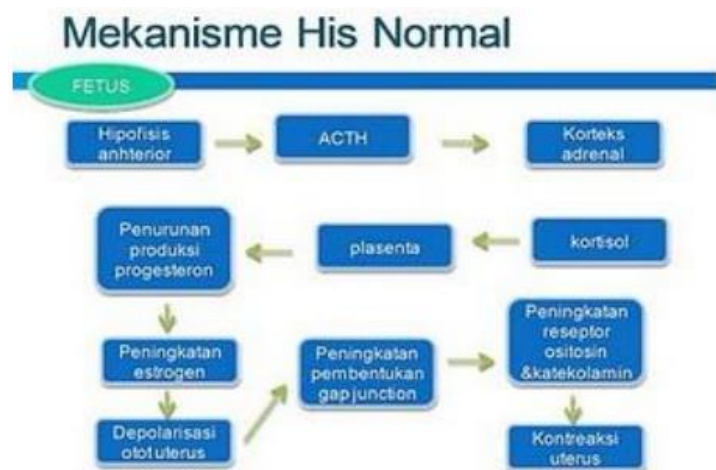 Mekanisme His Normal
FETUS
Hipofisis
anhterior
ACTH
Korteks
adrenal
Penurunan
produksi
progesteron
plasenta
kortisol
Peningkatan
estrogen
Peningkatan
pembentukan
gap junction
Peningkatan
reseptor
ositosin
&katekolamin
Depolarisasi
otot uterus
Kontreaksi
uterus